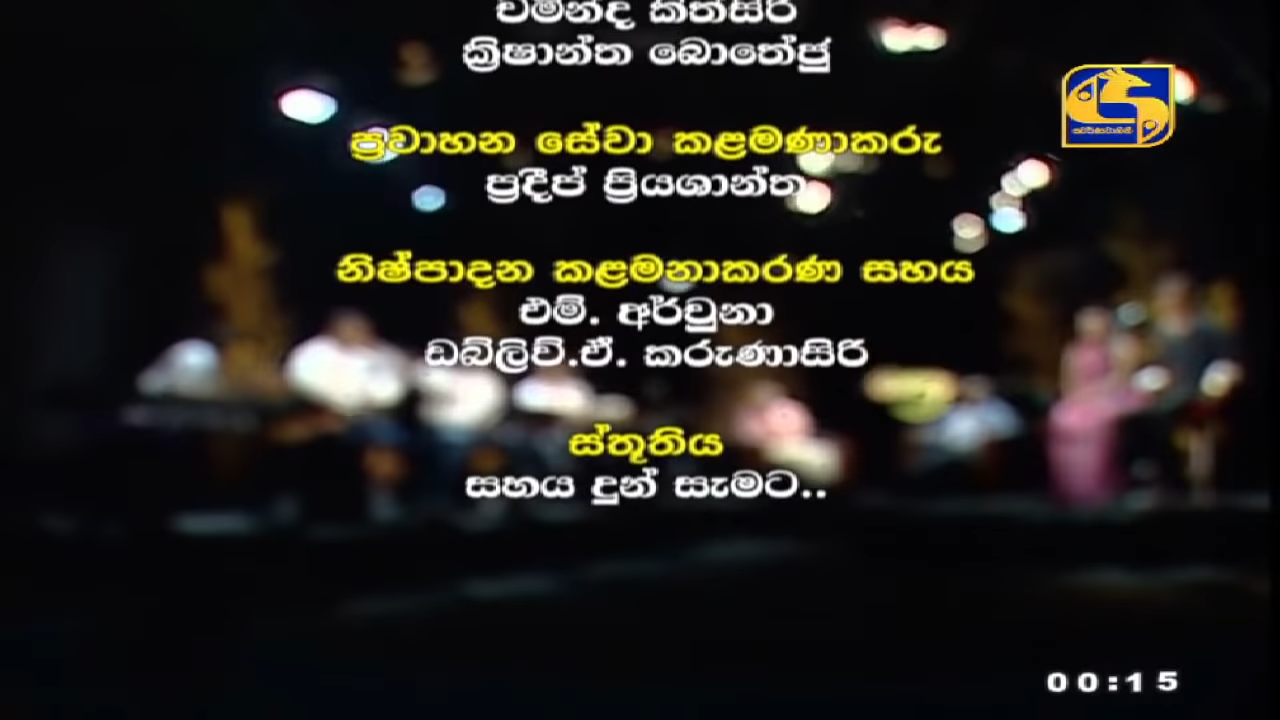 චමින්ද කිත්සිරි
ක්‍රිෂාන්ත බොතේජු
ප්‍රවාහන සේවා කළමණාකරු
ප්‍රදීප් ප්‍රියශාන්ත
නිෂ්පාදන කළමනාකරණ සහය
එම්. අර්චුනා
ඩබ්ලිව්.ඒ. කරුණාසිරි
ස්තූතිය
සහය දුන් සැමට..
00:15